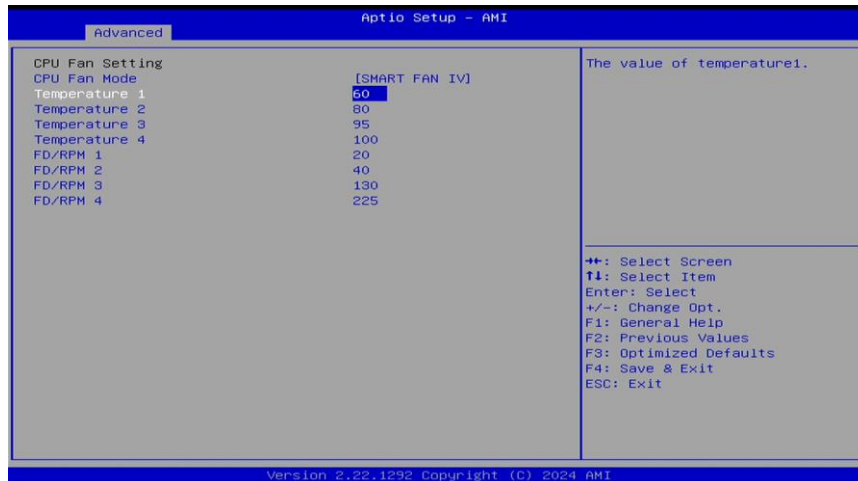 Aptio Setup - AMI
Advanced
CPU Fan Setting
CPU Fan Mode [SMART FAN IV]
Temperature 1 60
Temperature 2 80
Temperature 3 95
Temperature 4 100
FD/RPM 1 20
FD/RPM 2 40
FD/RPM 3 130
FD/RPM 4 225
The value of temperature1.
→←: Select Screen
↑↓: Select Item
Enter: Select
+/-: Change Opt.
F1: General Help
F2: Previous Values
F3: Optimized Defaults
F4: Save & Exit
ESC: Exit
Version 2.22.1292 Copyright (C) 2024 AMI